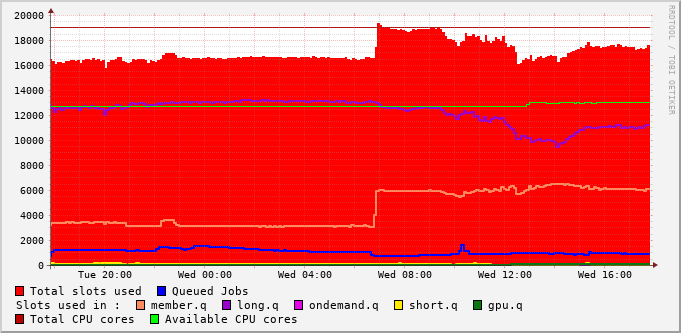 20000
18000
16000
14000
12000
10000
8000
6000
4000
2000
0
Tue 20:00 Wed 00:00 Wed 04:00 Wed 08:00 Wed 12:00 Wed 16:00
Total slots used Queued Jobs
Slots used in : member.q long.q ondemand.q short.q gpu.q
Total CPU cores Available CPU cores
RRDTOOL / TOBI OETIKER